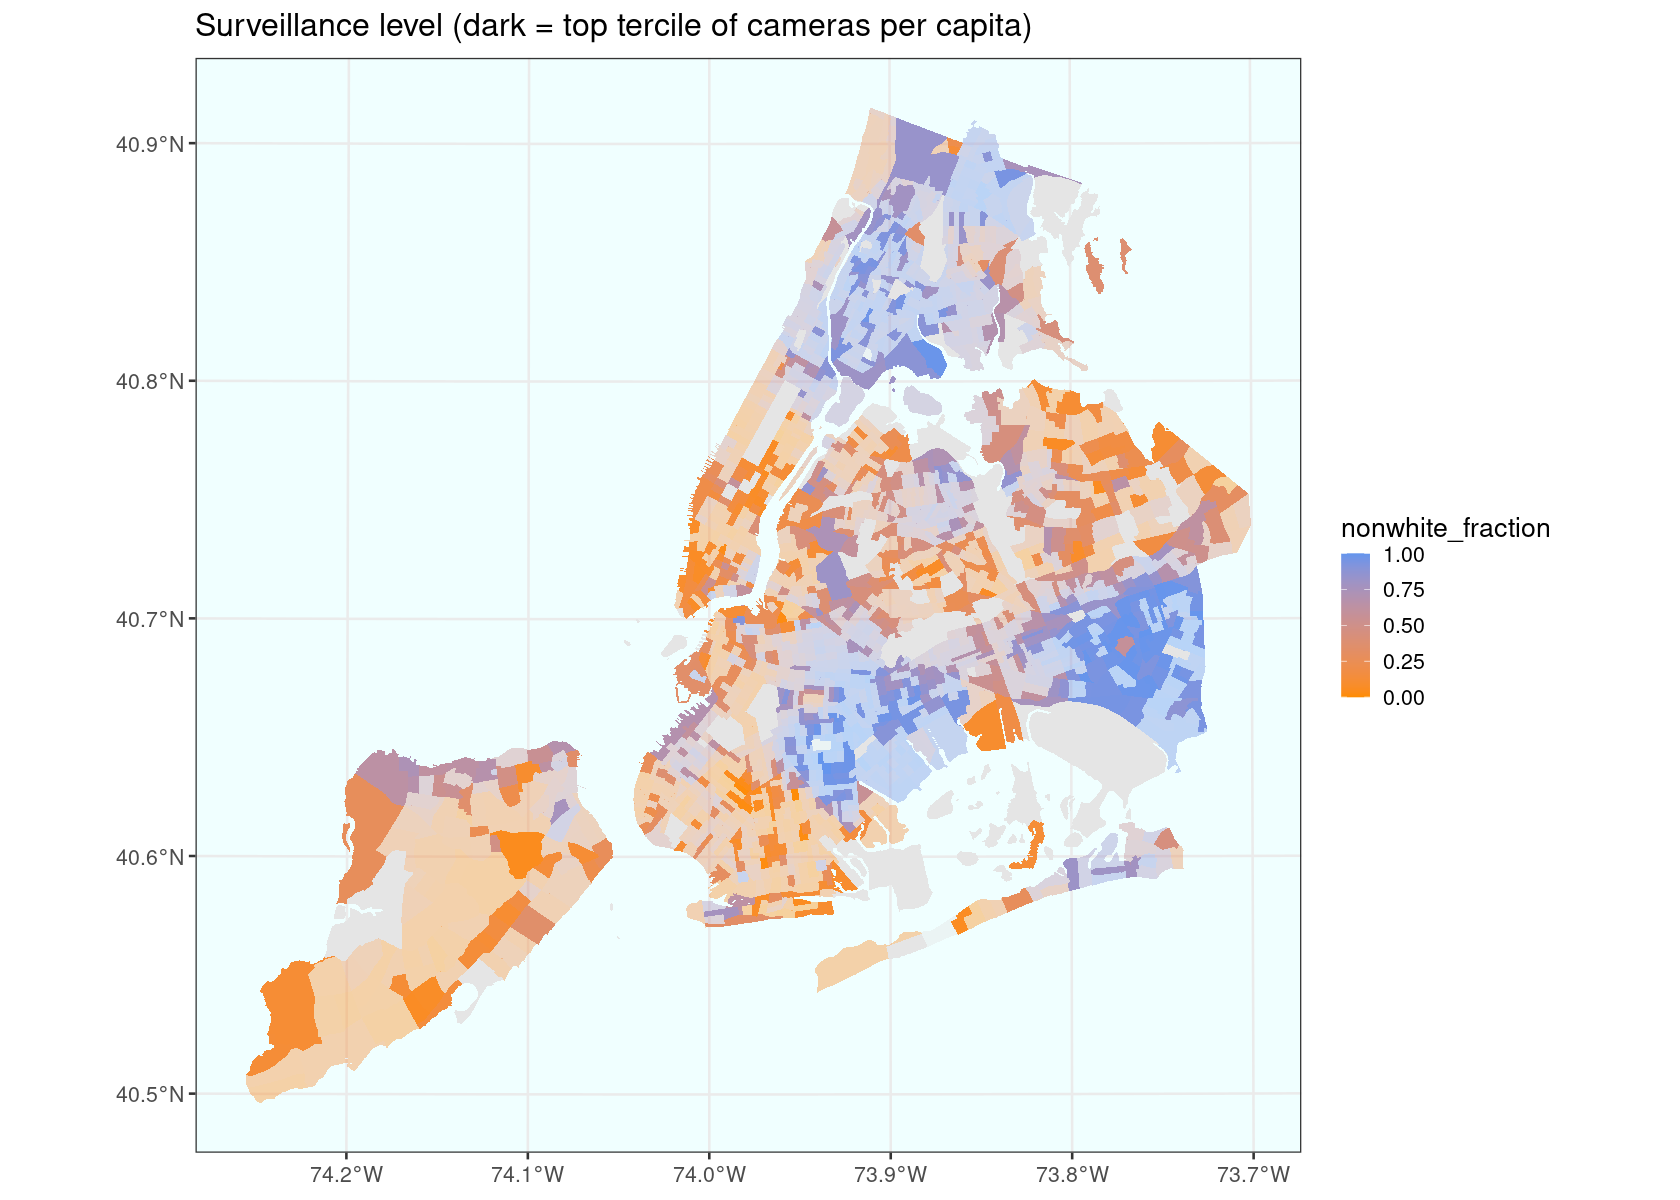 Surveillance level (dark = top tercile of cameras per capita)
40.9°N
40.8°N
40.7°N
40.6°N
40.5°N
74.2°W
74.1°W
74.0°W
73.9°W
73.8°W
73.7°W
nonwhite_fraction
1.00
0.75
0.50
0.25
0.00